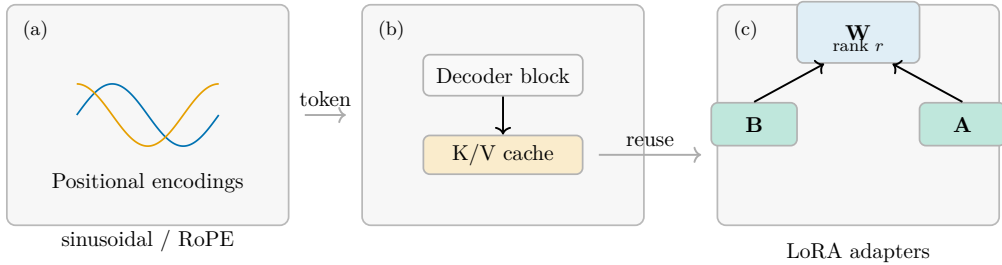 (a)
Positional encodings
sinusoidal / RoPE
token
(b)
Decoder block
K/V cache
reuse
(c)
W
rank r
B
A
LoRA adapters